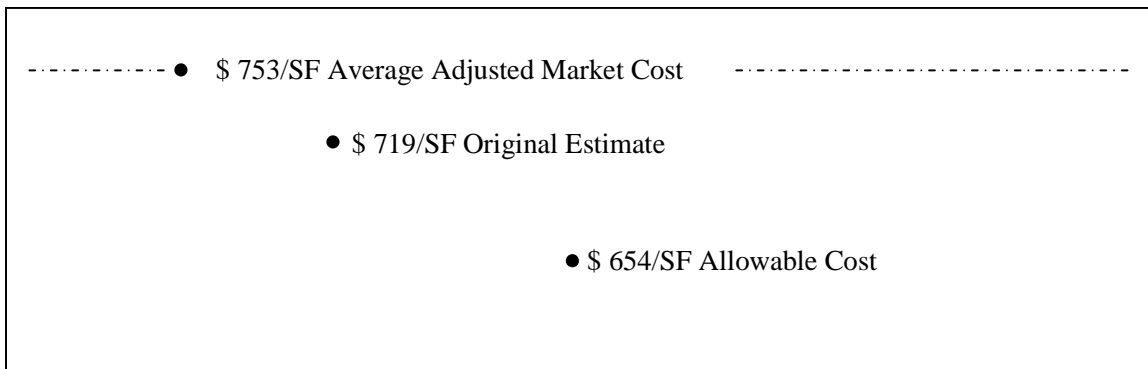 $ 753/SF Average Adjusted Market Cost
$ 719/SF Original Estimate
$ 654/SF Allowable Cost